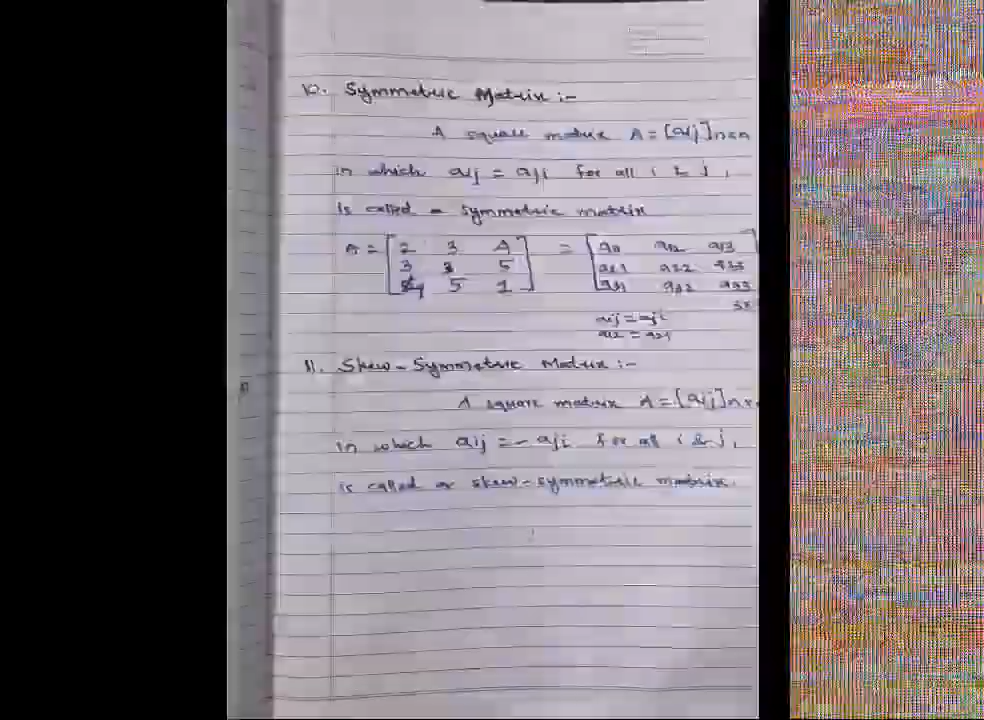 10. Symmetric Matrix :-
A square matrix A = [aij]n×n
in which aij = aji for all i & j,
is called a symmetric matrix
A = [2 3 4] = [a11 a12 a13]
3 5 a21 a22
4 5 1 a31 a32 a33
aij = aji
a12 = a21
11. Skew-Symmetric Matrix :-
A square matrix A = [aij]n×
in which aij = - aji for all i & j,
is called a skew-symmetric matrix.